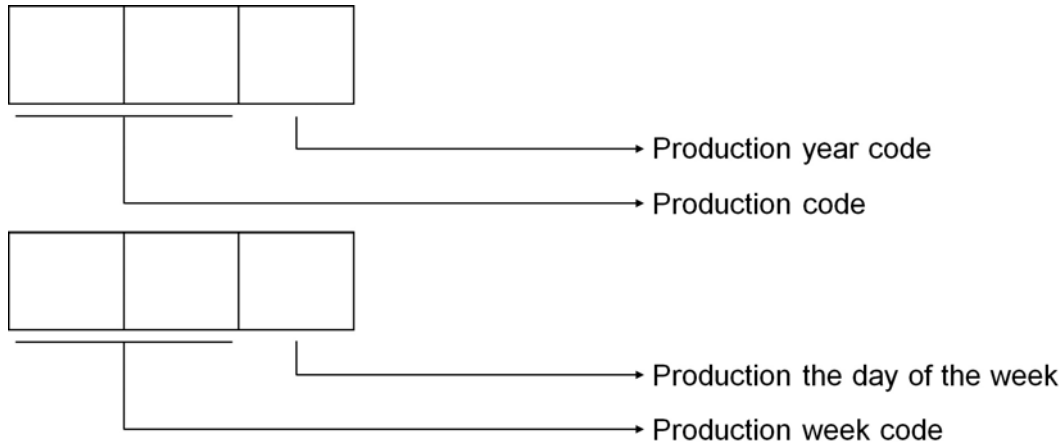 Production year code
Production code
Production the day of the week
Production week code